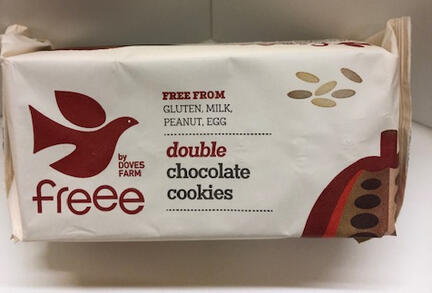 FREE FROM
GLUTEN, MILK,
PEANUT, EGG
by
DOVES
FARM
freee
double
chocolate
cookies